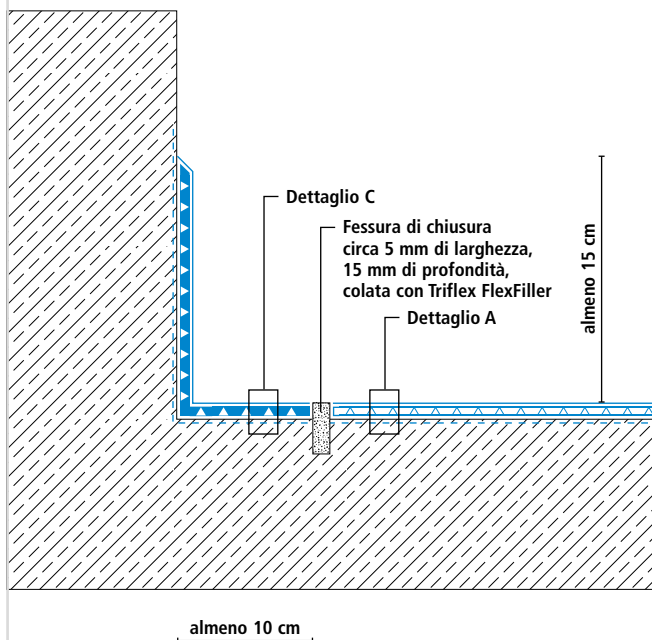 Dettaglio C
Fessura di chiusura
circa 5 mm di larghezza,
15 mm di profondità,
colata con Triflex FlexFiller
Dettaglio A
almeno 15 cm
almeno 10 cm